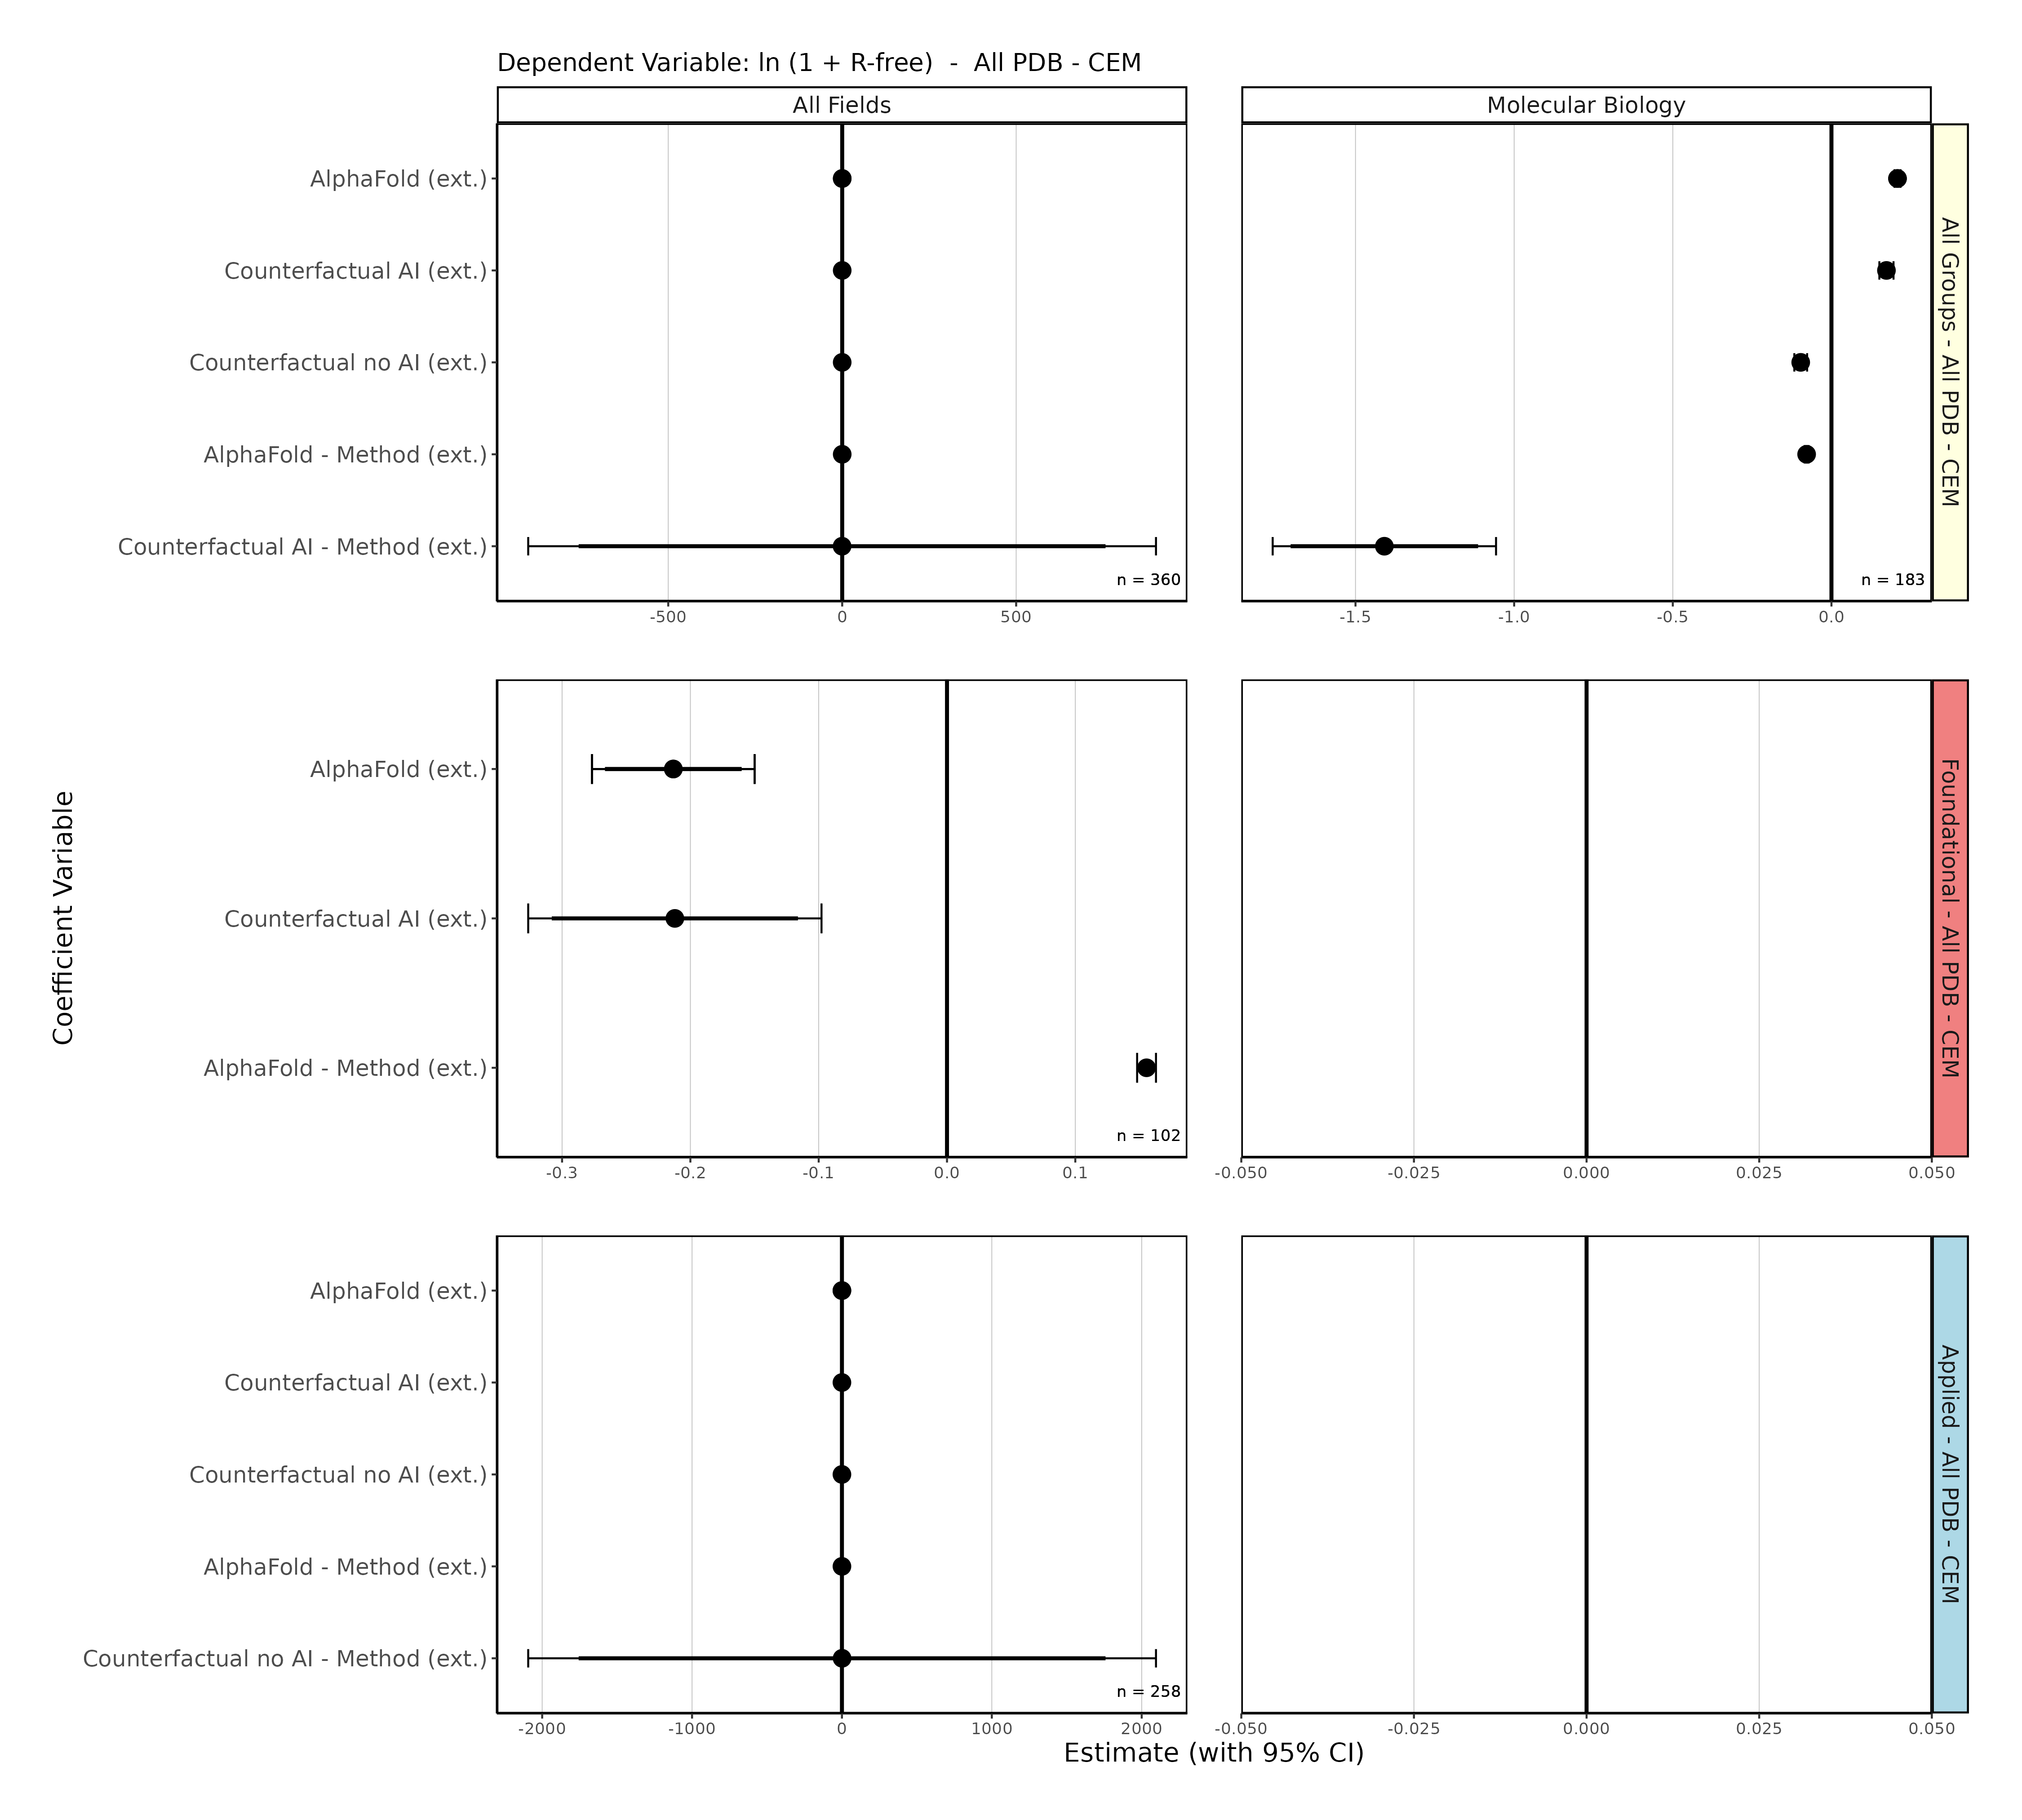 Dependent Variable: ln (1 + R-free)  -  All PDB - CEM
All Fields
Molecular Biology
AlphaFold (ext.)
Counterfactual AI (ext.)
Counterfactual no AI (ext.)
AlphaFold - Method (ext.)
Counterfactual AI - Method (ext.)
n = 360
n = 183
All Groups - All PDB - CEM
-500 0 500
-1.5 -1.0 -0.5 0.0
Coefficient Variable
AlphaFold (ext.)
Counterfactual AI (ext.)
AlphaFold - Method (ext.)
n = 102
Foundational - All PDB - CEM
-0.3 -0.2 -0.1 0.0 0.1
-0.050 -0.025 0.000 0.025 0.050
AlphaFold (ext.)
Counterfactual AI (ext.)
Counterfactual no AI (ext.)
AlphaFold - Method (ext.)
Counterfactual no AI - Method (ext.)
n = 258
Applied - All PDB - CEM
-2000 -1000 0 1000 2000
-0.050 -0.025 0.000 0.025 0.050
Estimate (with 95% CI)